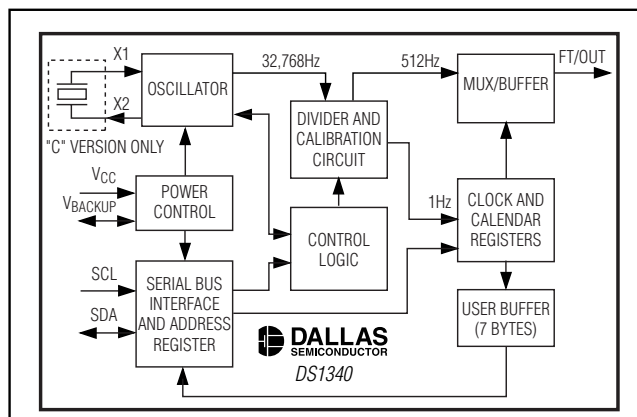 X1
X2
"C" VERSION ONLY
OSCILLATOR
32,768Hz
512Hz
MUX/BUFFER
FT/OUT
DIVIDER AND
CALIBRATION
CIRCUIT
VCC
VBACKUP
POWER
CONTROL
1Hz
CLOCK AND
CALENDAR
REGISTERS
CONTROL
LOGIC
SCL
SDA
SERIAL BUS
INTERFACE
AND ADDRESS
REGISTER
USER BUFFER
(7 BYTES)
DALLAS
SEMICONDUCTOR
DS1340